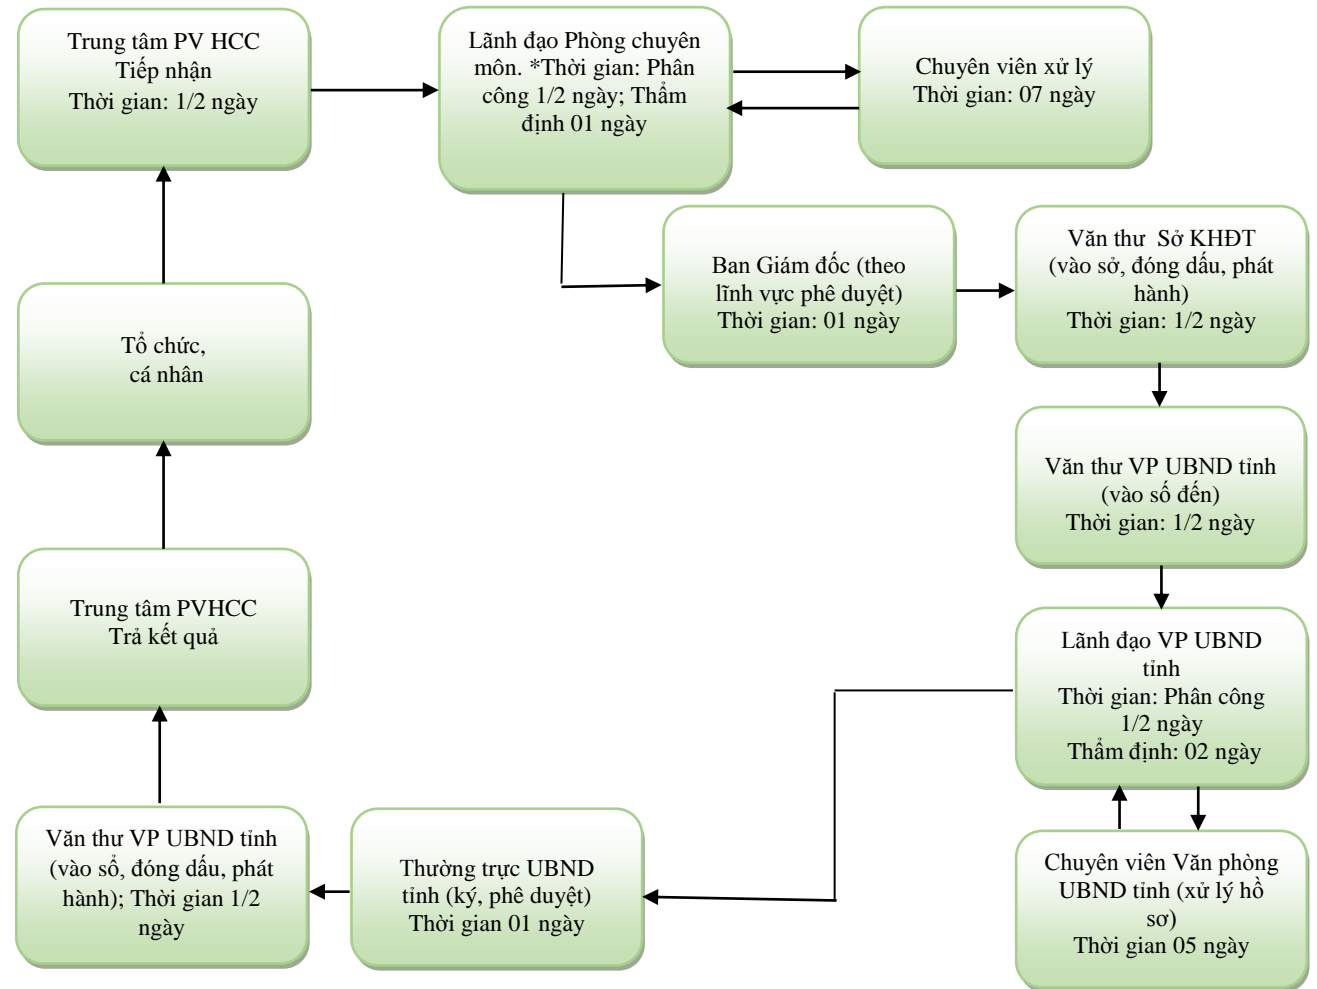 Trung tâm PV HCC
Tiếp nhận
Thời gian: 1/2 ngày
Lãnh đạo Phòng chuyên
môn. *Thời gian: Phân
công 1/2 ngày; Thẩm
định 01 ngày
Chuyên viên xử lý
Thời gian: 07 ngày
Ban Giám đốc (theo
lĩnh vực phê duyệt)
Thời gian: 01 ngày
Văn thư Sở KHĐT
(vào sở, đóng dấu, phát
hành)
Thời gian: 1/2 ngày
Tổ chức,
cá nhân
Văn thư VP UBND tỉnh
(vào số đến)
Thời gian: 1/2 ngày
Trung tâm PVHCC
Trả kết quả
Lãnh đạo VP UBND
tỉnh
Thời gian: Phân công
1/2 ngày
Thẩm định: 02 ngày
Văn thư VP UBND tỉnh
(vào sổ, đóng dấu, phát
hành); Thời gian 1/2
ngày
Thường trực UBND
tỉnh (ký, phê duyệt)
Thời gian 01 ngày
Chuyên viên Văn phòng
UBND tỉnh (xử lý hồ
sơ)
Thời gian 05 ngày